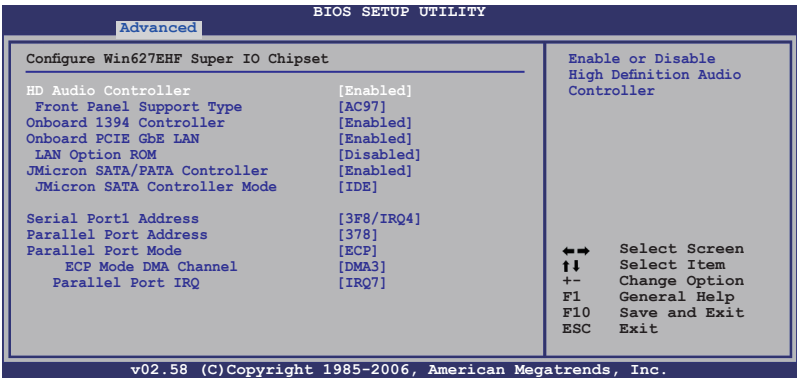 BIOS SETUP UTILITY
Advanced
Configure Win627EHF Super IO Chipset
HD Audio Controller [Enabled]
Front Panel Support Type [AC97]
Onboard 1394 Controller [Enabled]
Onboard PCIE GbE LAN [Enabled]
LAN Option ROM [Disabled]
JMicron SATA/PATA Controller [Enabled]
JMicron SATA Controller Mode [IDE]
Serial Port1 Address [3F8/IRQ4]
Parallel Port Address [378]
Parallel Port Mode [ECP]
ECP Mode DMA Channel [DMA3]
Parallel Port IRQ [IRQ7]
Enable or Disable
High Definition Audio
Controller
←→ Select Screen
↑↓ Select Item
+- Change Option
F1 General Help
F10 Save and Exit
ESC Exit
v02.58 (C)Copyright 1985-2006, American Megatrends, Inc.